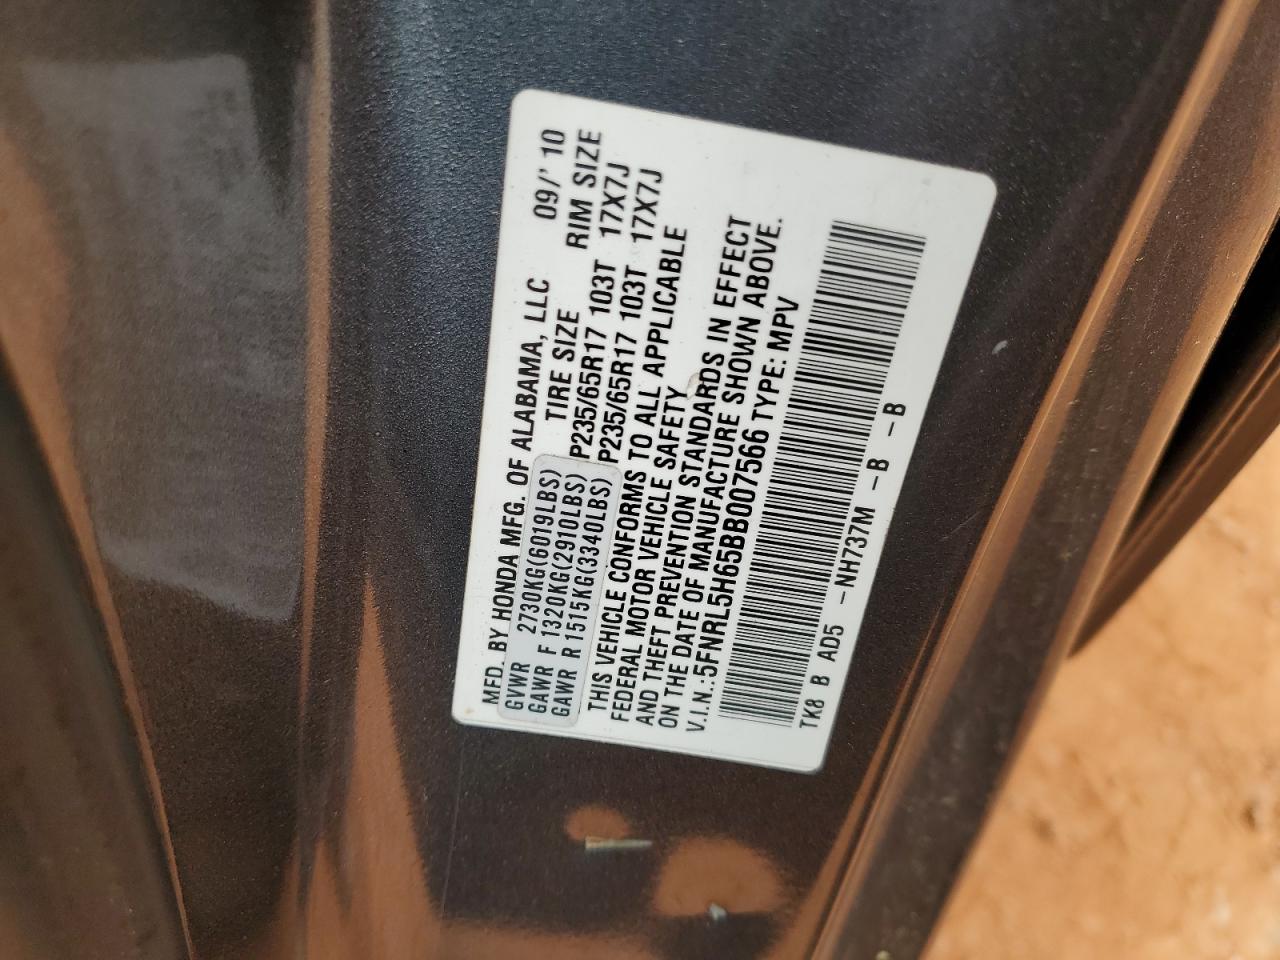 MFD. BY HONDA MFG. OF ALABAMA, LLC 09/' 10
TIRE SIZE RIM SIZE
GVWR 2730KG(6019LBS)
GAWR F 1320KG(2910LBS) P235/65R17 103T 17X7J
GAWR R 1515KG(3340LBS) P235/65R17 103T 17X7J
THIS VEHICLE CONFORMS TO ALL APPLICABLE
FEDERAL MOTOR VEHICLE SAFETY
AND THEFT PREVENTION STANDARDS IN EFFECT
ON THE DATE OF MANUFACTURE SHOWN ABOVE.
V.I.N.:5FNRL5H65BB007566 TYPE: MPV
TK8 B AD5 -NH737M -B -B